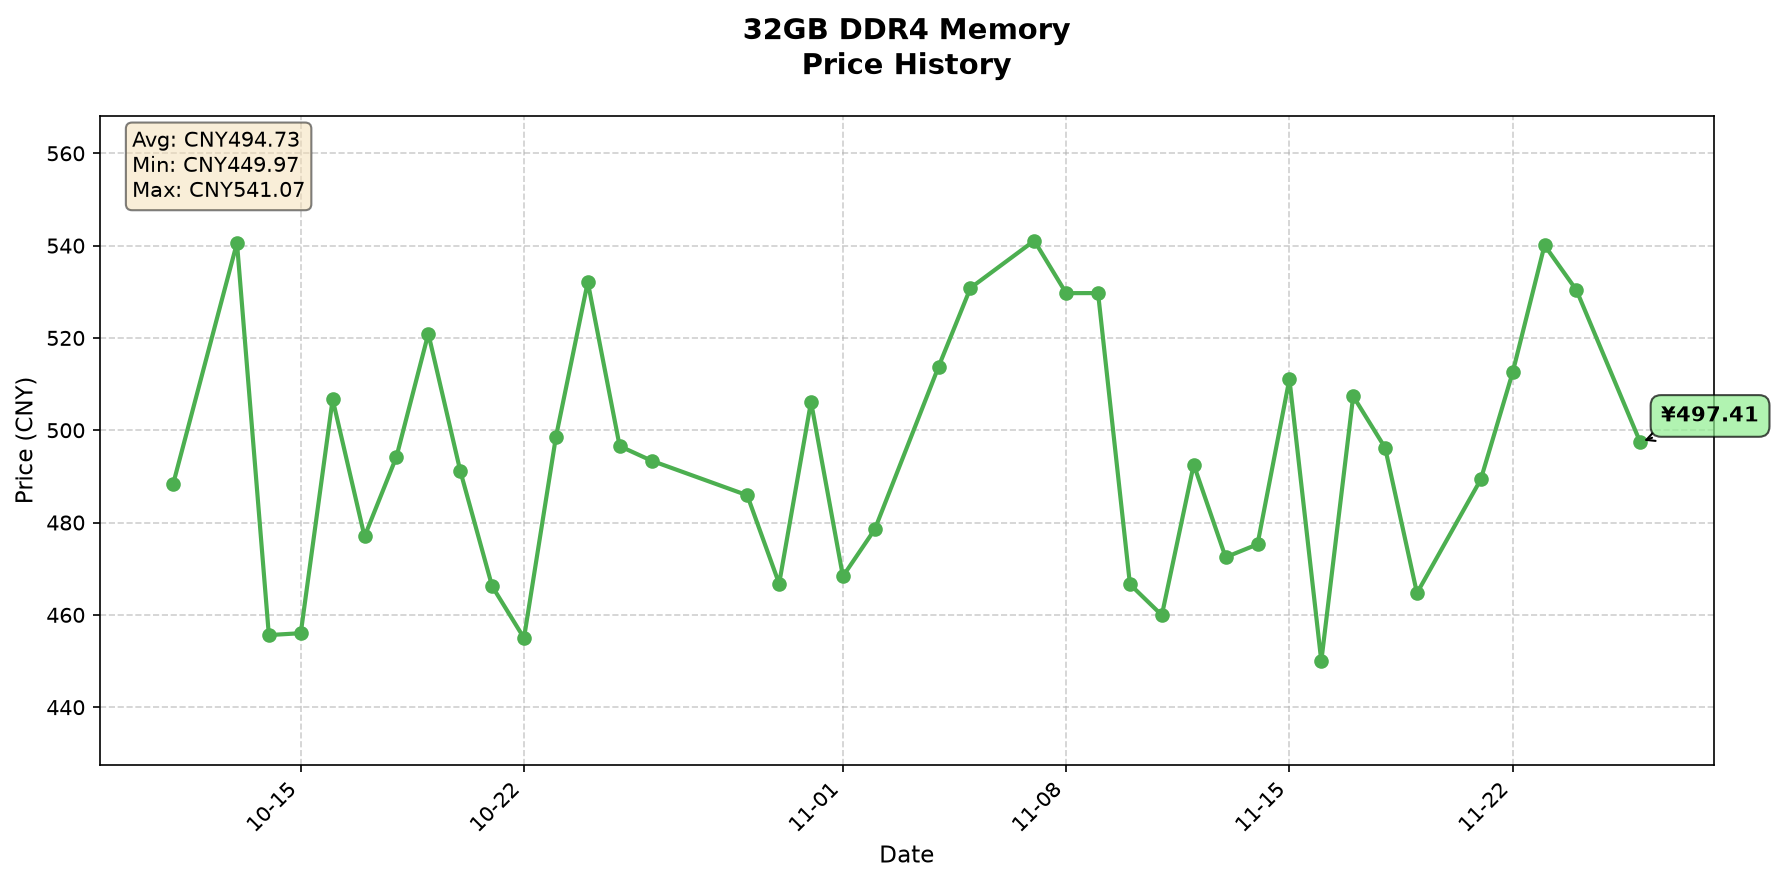 32GB DDR4 Memory
Price History
Avg: CNY494.73
Min: CNY449.97
Max: CNY541.07
560
540
520
500
480
460
440
Price (CNY)
¥497.41
10-15
10-22
11-01
11-08
11-15
11-22
Date